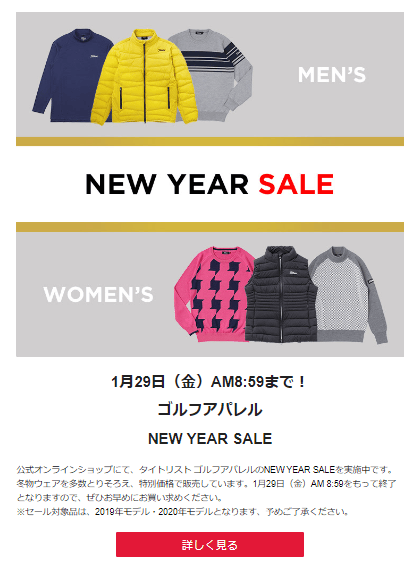 MEN'S
NEW YEAR SALE
WOMEN'S
1月29日（金）AM8:59まで！
ゴルフアパレル
NEW YEAR SALE
公式オンラインショップにて、タイトリスト ゴルフアパレルのNEW YEAR SALEを実施中です。
冬物ウェアを多数とりそろえ、特別価格で販売しています。1月29日（金）AM 8:59をもって終了
となりますので、ぜひお早めにお買い求めください。
※セール対象品は、2019年モデル・2020年モデルとなります、予めご了承ください。
詳しく見る